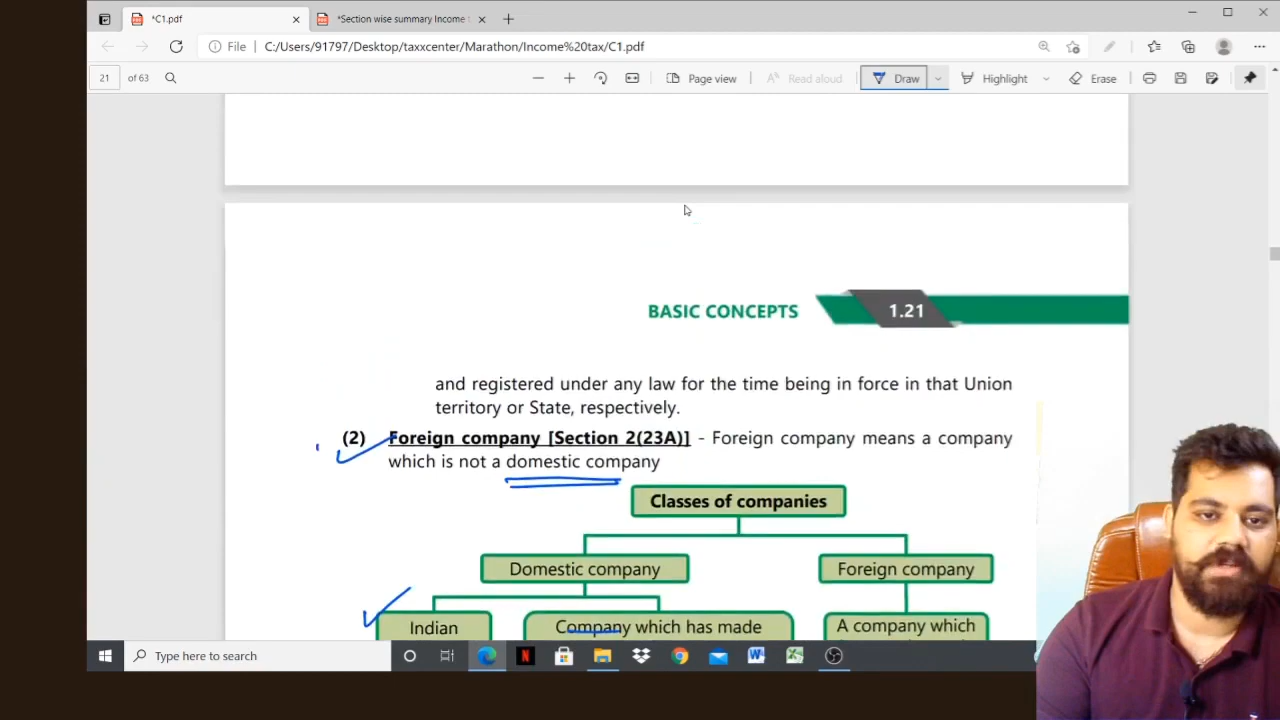 *C1.pdf
*Section wise summary Income t
File
C:/Users/91797/Desktop/taxxcenter/Marathon/Income%20tax/C1.pdf
21 of 63
Page view
Read aloud
Draw
Highlight
Erase
BASIC CONCEPTS 1.21
and registered under any law for the time being in force in that Union
territory or State, respectively.
(2) Foreign company [Section 2(23A)] - Foreign company means a company
which is not a domestic company
Classes of companies
Domestic company
Foreign company
Indian
Company which has made
A company which
Type here to search